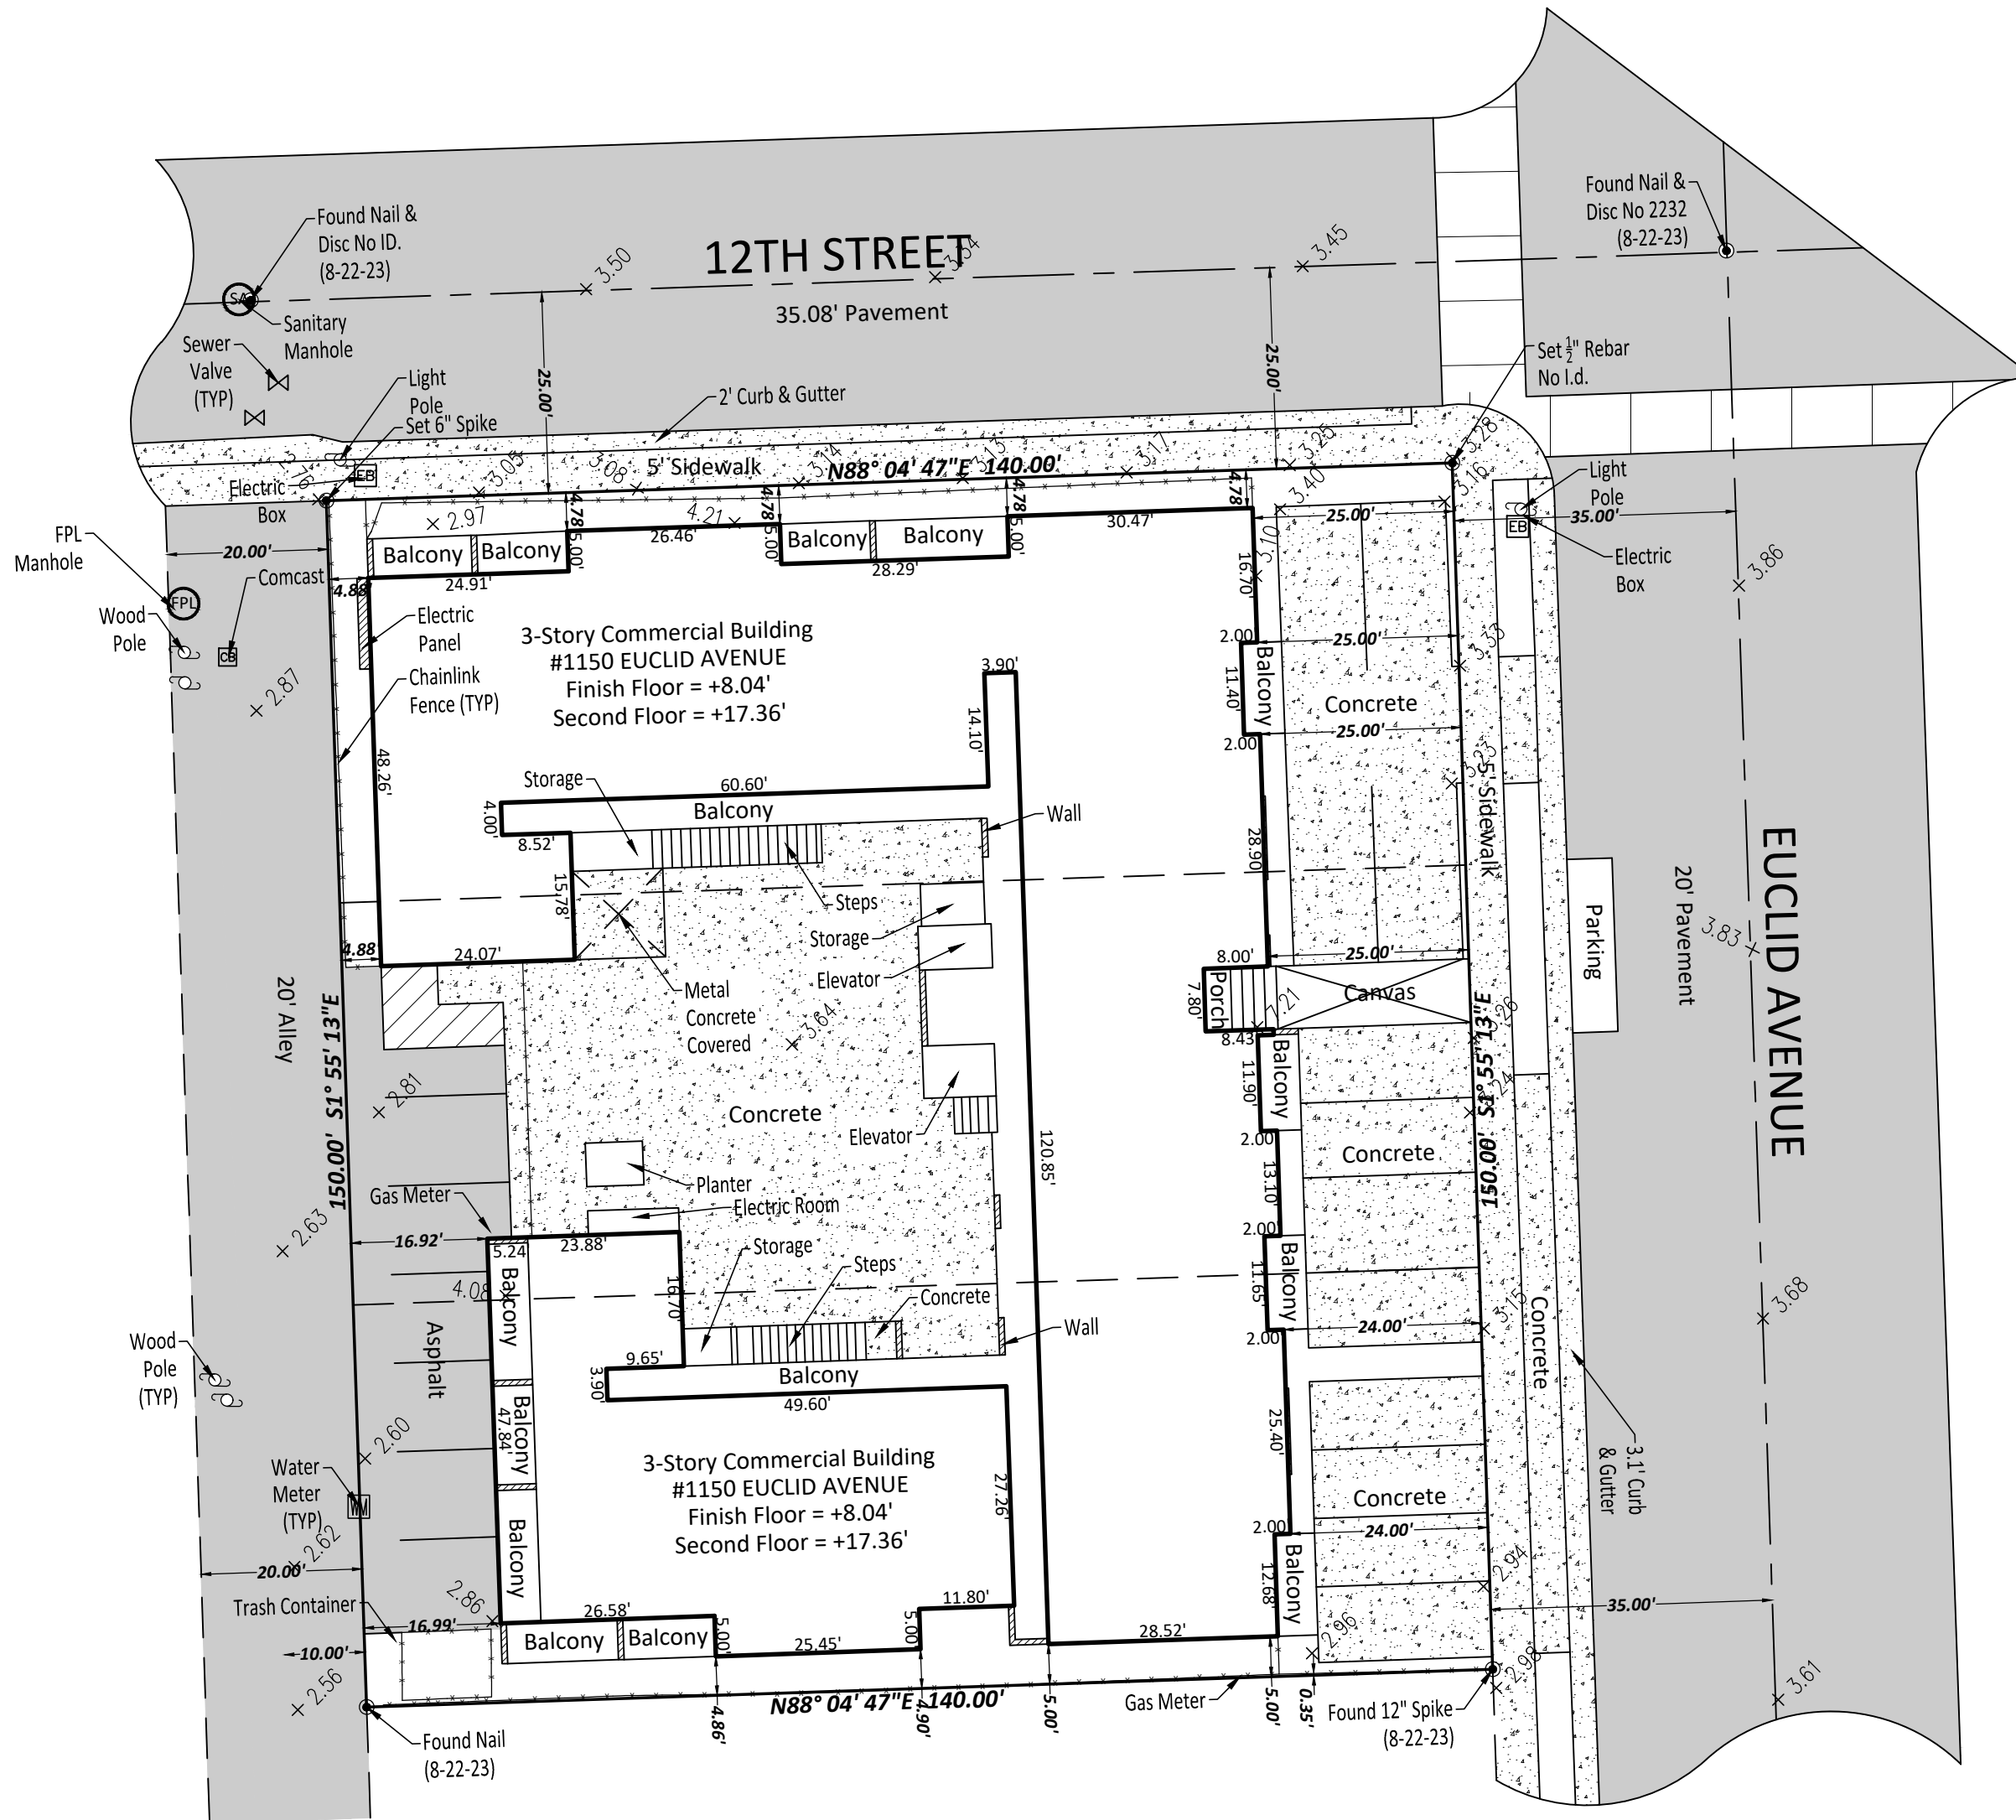 Found Nail &
Disc No 2232
(8-22-23)
Found Nail &
Disc No ID.
(8-22-23)
12TH STREET
3.50
3.54
3.45
35.08' Pavement
SA
Sanitary
Manhole
Sewer
Valve
(TYP)
Light
Pole
Set 6" Spike
25.00'
25.00'
2' Curb & Gutter
Set ½" Rebar
No I.d.
EB
Electric
Box
3.05
3.08
5' Sidewalk
3.14
N88° 04' 47"E 140.00'
3.13
3.17
3.25
3.28
3.16
3.40
3.10
Light
Pole
EB
Electric
Box
35.00'
25.00'
FPL
Manhole
FPL
20.00'
Comcast
CB
Wood
Pole
2.87
2.97
4.21
4.78'
4.78'
4.78'
4.78'
5.00'
5.00'
5.00'
Balcony
Balcony
24.91'
26.46'
Balcony
Balcony
28.29'
30.47'
16.70'
4.88'
Electric
Panel
Chainlink
Fence (TYP)
3-Story Commercial Building
#1150 EUCLID AVENUE
Finish Floor = +8.04'
Second Floor = +17.36'
3.90'
14.10'
2.00'
11.40'
Balcony
2.00'
25.00'
Concrete
25.00'
3.33
3.23
5' Sidewalk
3.86
48.26'
Storage
60.60'
4.00'
Balcony
8.52'
Wall
28.90'
15.78'
Steps
Storage
Elevator
4.88'
24.07'
Metal
Concrete
Covered
3.64
8.00'
25.00'
Porch
7.80'
7.21
Canvas
8.43'
3.26
3.24
Parking
20' Pavement
EUCLID AVENUE
3.83
20' Alley
150.00' S1° 55' 13"E
2.81
Concrete
Elevator
Planter
Electric Room
120.85'
Balcony
11.90'
2.00'
13.10'
2.00'
Concrete
150.00' S1° 55' 13"E
Gas Meter
2.63
16.92'
5.24
23.88'
16.70'
Storage
Steps
Concrete
Wall
4.08
Balcony
Asphalt
Balcony
11.65'
2.00'
24.00'
3.15
3.68
Concrete
Wood
Pole
(TYP)
9.65'
3.90'
Balcony
49.60'
Balcony
47.84'
25.40'
3.1' Curb
& Gutter
2.60
Water
Meter
(TYP)
WM
3-Story Commercial Building
#1150 EUCLID AVENUE
Finish Floor = +8.04'
Second Floor = +17.36'
27.26'
Concrete
2.00'
24.00'
2.62
20.00'
Balcony
2.86
Trash Container
16.99'
26.58'
Balcony
Balcony
5.00'
25.45'
5.00'
11.80'
28.52'
12.68'
Balcony
2.94
2.96
2.98
35.00'
3.61
10.00'
2.56
N88° 04' 47"E 140.00'
4.86'
4.90'
5.00'
Gas Meter
5.00'
0.35'
Found 12" Spike
(8-22-23)
Found Nail
(8-22-23)